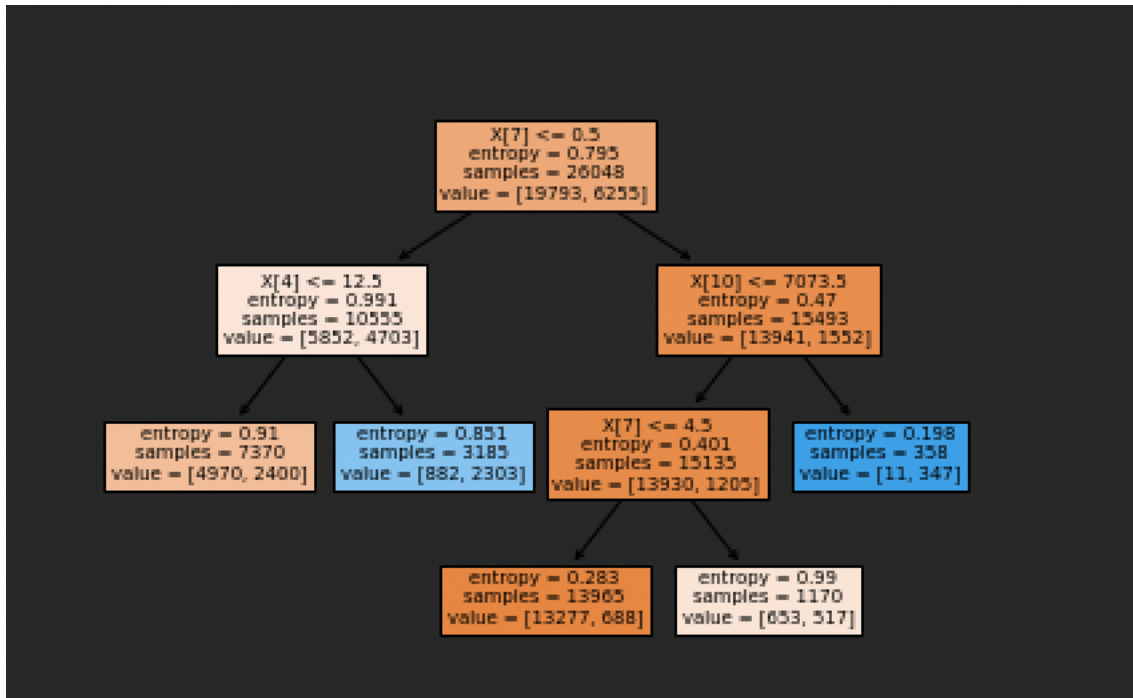 X[7] <= 0.5
entropy = 0.795
samples = 26048
value = [19793, 6255]
X[4] <= 12.5
entropy = 0.991
samples = 10555
value = [5852, 4703]
X[10] <= 7073.5
entropy = 0.47
samples = 15493
value = [13941, 1552]
entropy = 0.91
samples = 7370
value = [4970, 2400]
entropy = 0.851
samples = 3185
value = [882, 2303]
X[7] <= 4.5
entropy = 0.401
samples = 15135
value = [13930, 1205]
entropy = 0.198
samples = 358
value = [11, 347]
entropy = 0.283
samples = 13965
value = [13277, 688]
entropy = 0.99
samples = 1170
value = [653, 517]